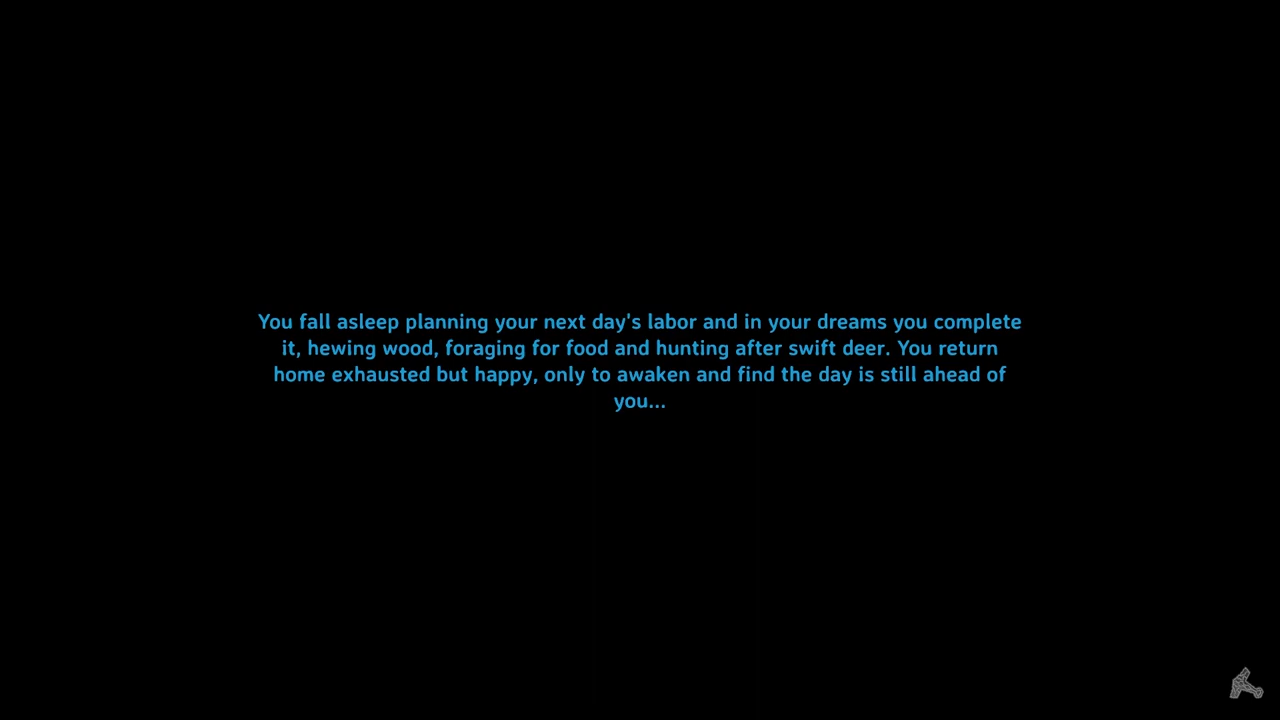 You fall asleep planning your next day's labor and in your dreams you complete
it, hewing wood, foraging for food and hunting after swift deer. You return
home exhausted but happy, only to awaken and find the day is still ahead of
you...